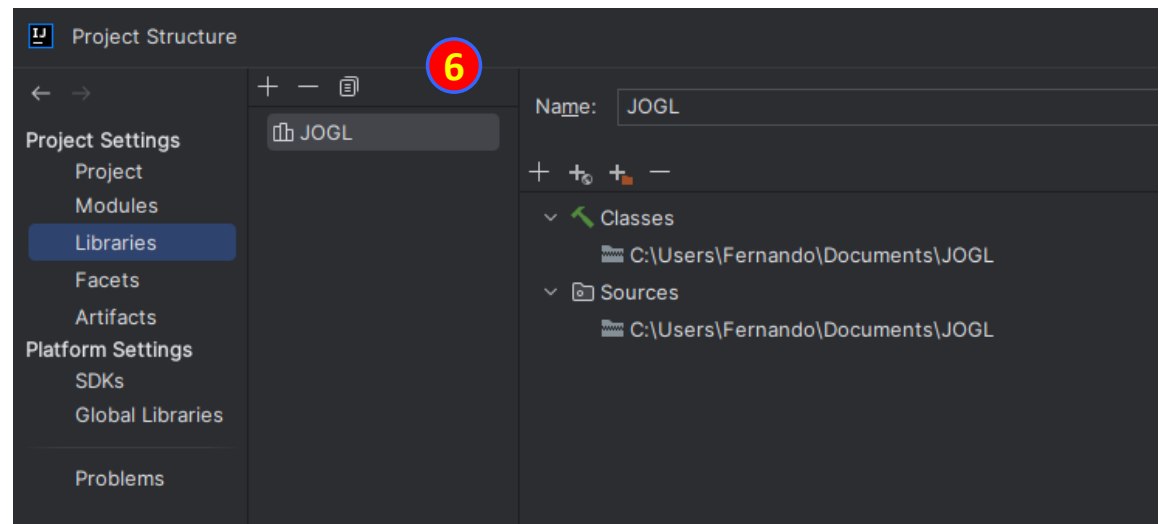 IJ Project Structure
6
Project Settings
Project
Modules
Libraries
Facets
Artifacts
Platform Settings
SDKs
Global Libraries
Problems
JOGL
Name: JOGL
Classes
C:\Users\Fernando\Documents\JOGL
Sources
C:\Users\Fernando\Documents\JOGL